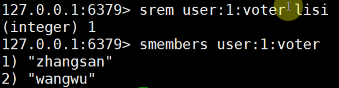 127.0.0.1:6379> srem user:1:voter lisi
(integer) 1
127.0.0.1:6379> smembers user:1:voter
1) "zhangsan"
2) "wangwu"